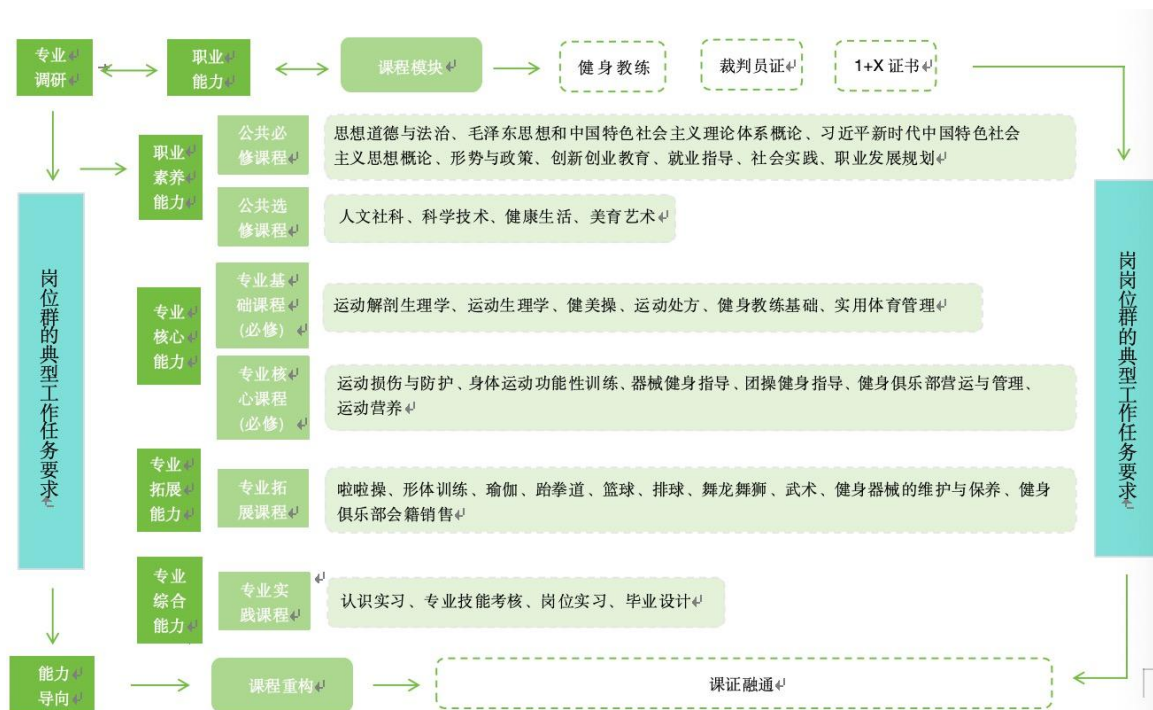 专业
调研
职业
能力
课程模块
健身教练
裁判员证
1+X 证书
职业
素养
能力
公共必
修课程
思想道德与法治、毛泽东思想和中国特色社会主义理论体系概论、习近平新时代中国特色社会
主义思想概论、形势与政策、创新创业教育、就业指导、社会实践、职业发展规划
公共选
修课程
人文社科、科学技术、健康生活、美育艺术
岗位群的典型工作任务要求
专业
核心
能力
专业基
础课程
(必修)
运动解剖生理学、运动生理学、健美操、运动处方、健身教练基础、实用体育管理
专业核
心课程
(必修)
运动损伤与防护、身体运动功能性训练、器械健身指导、团操健身指导、健身俱乐部营运与管理、
运动营养
岗岗位群的典型工作任务要求
专业
拓展
能力
专业拓
展课程
啦啦操、形体训练、瑜伽、跆拳道、篮球、排球、舞龙舞狮、武术、健身器械的维护与保养、健身
俱乐部会籍销售
专业
综合
能力
专业实
践课程
认识实习、专业技能考核、岗位实习、毕业设计
能力
导向
课程重构
课证融通